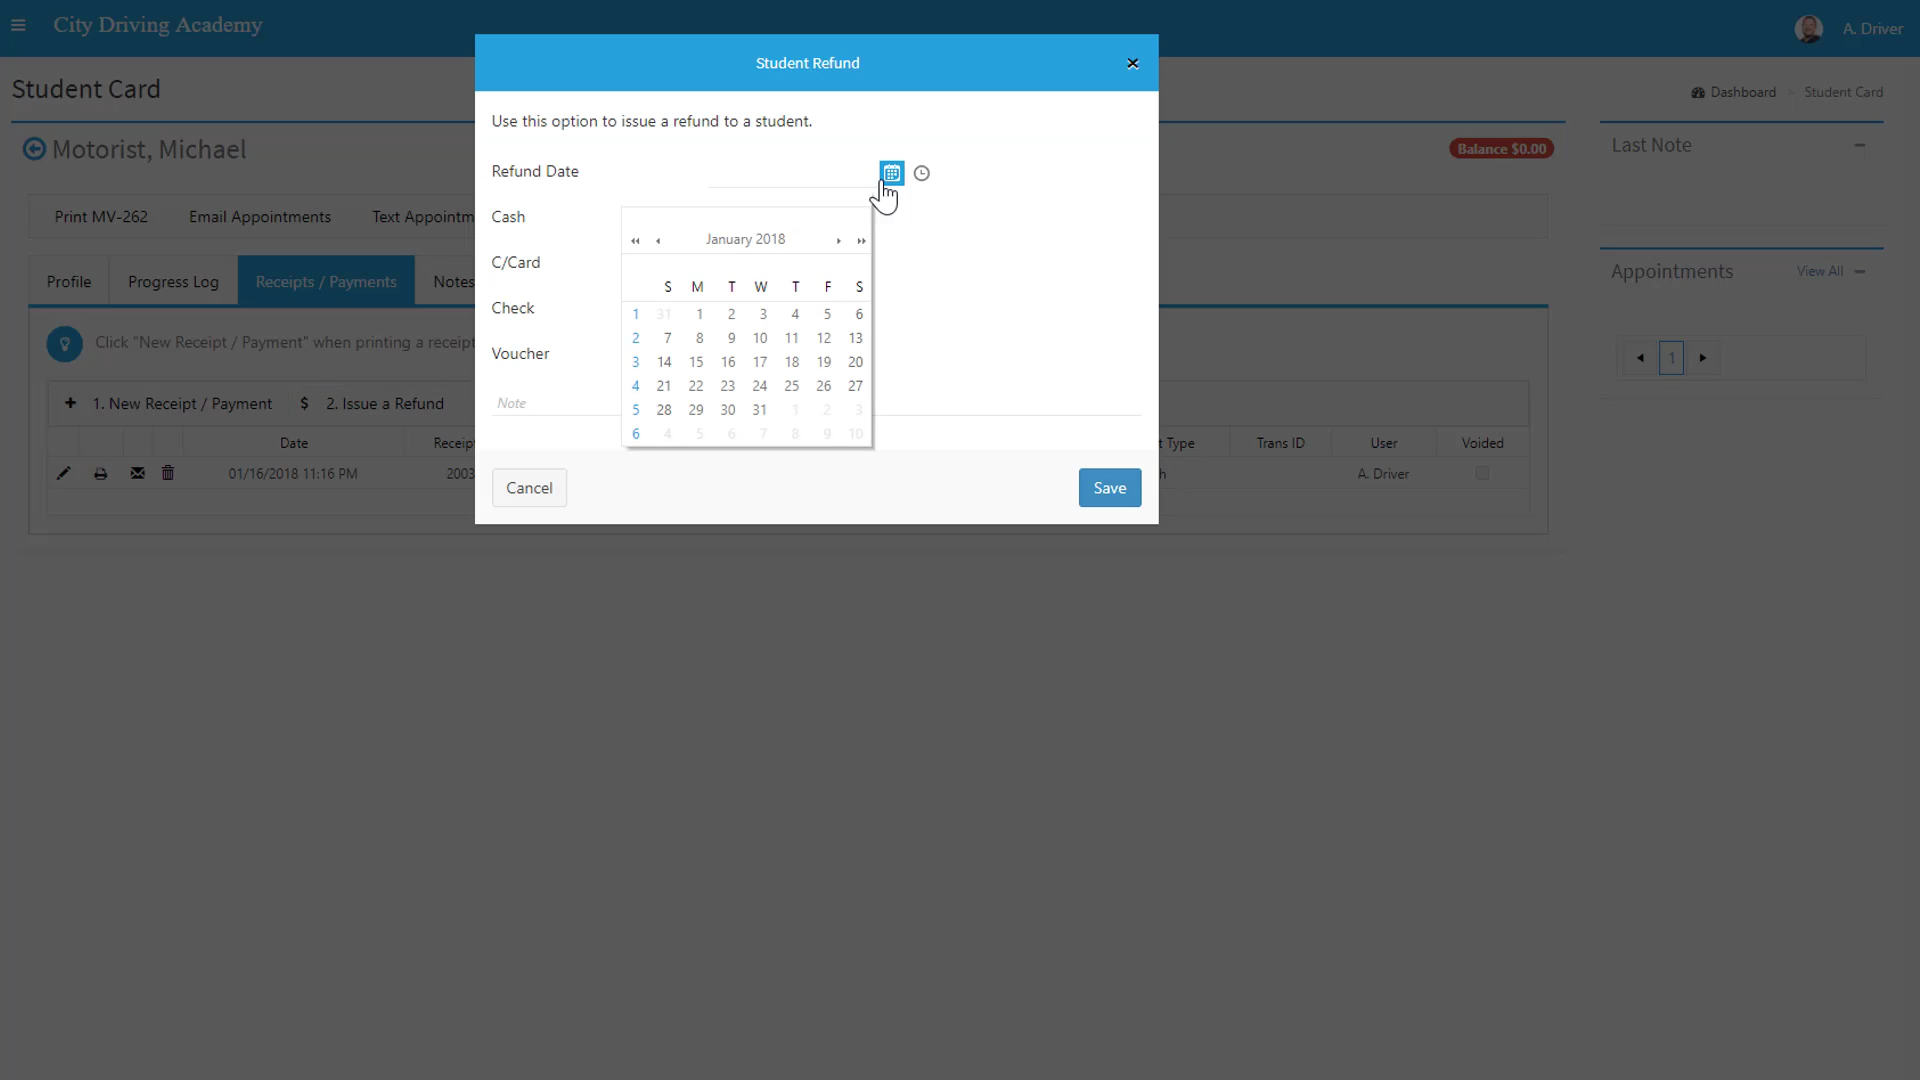 City Driving Academy
A. Driver
Student Refund
×
Student Card
Dashboard > Student Card
Use this option to issue a refund to a student.
Motorist, Michael
Balance $0.00
Last Note
Refund Date
Print MV-262 Email Appointments Text Appointm
Cash
January 2018
C/Card
Appointments View All
Profile Progress Log Receipts / Payments Notes
S M T W T F S
Check
1 31 1 2 3 4 5 6
2 7 8 9 10 11 12 13
Click "New Receipt / Payment" when printing a receipt
Voucher
3 14 15 16 17 18 19 20
1
4 21 22 23 24 25 26 27
+ 1. New Receipt / Payment $ 2. Issue a Refund
Note
5 28 29 30 31 1 2 3
6 4 5 6 7 8 9 10
Date Receip t Type Trans ID User Voided
01/16/2018 11:16 PM 2003 h A. Driver
Cancel Save